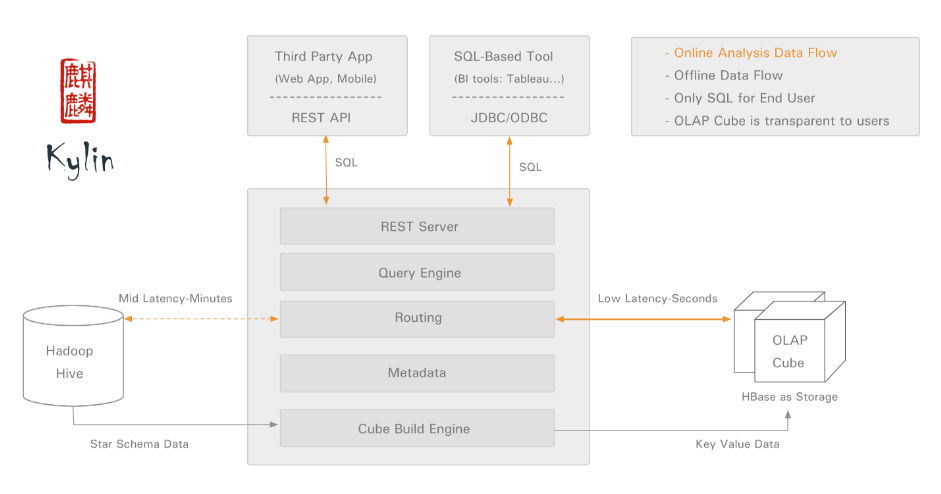 麒
麟
Kylin
Third Party App
(Web App, Mobile)
REST API
SQL-Based Tool
(BI tools: Tableau...)
JDBC/ODBC
- Online Analysis Data Flow
- Offline Data Flow
- Only SQL for End User
- OLAP Cube is transparent to users
SQL
SQL
REST Server
Query Engine
Mid Latency-Minutes
Routing
Low Latency-Seconds
Hadoop
Hive
OLAP
Cube
HBase as Storage
Metadata
Cube Build Engine
Star Schema Data
Key Value Data